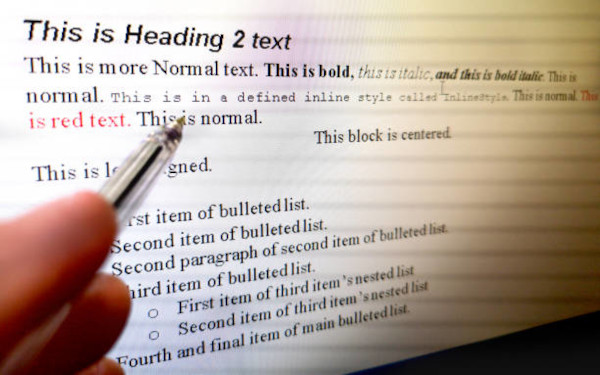 This is Heading 2 text
This is more Normal text. This is bold, this is italic, and this is bold italic. This is
normal. This is in a defined inline style called InlineStyle. This is normal. This
is red text. This is normal.
This block is centered.
This is
First item of bulleted list.
Second item of bulleted list.
Second paragraph of second item of bulleted list.
Third item of bulleted list.
First item of third item's nested list
Second item of third item's nested list
Fourth and final item of main bulleted list.